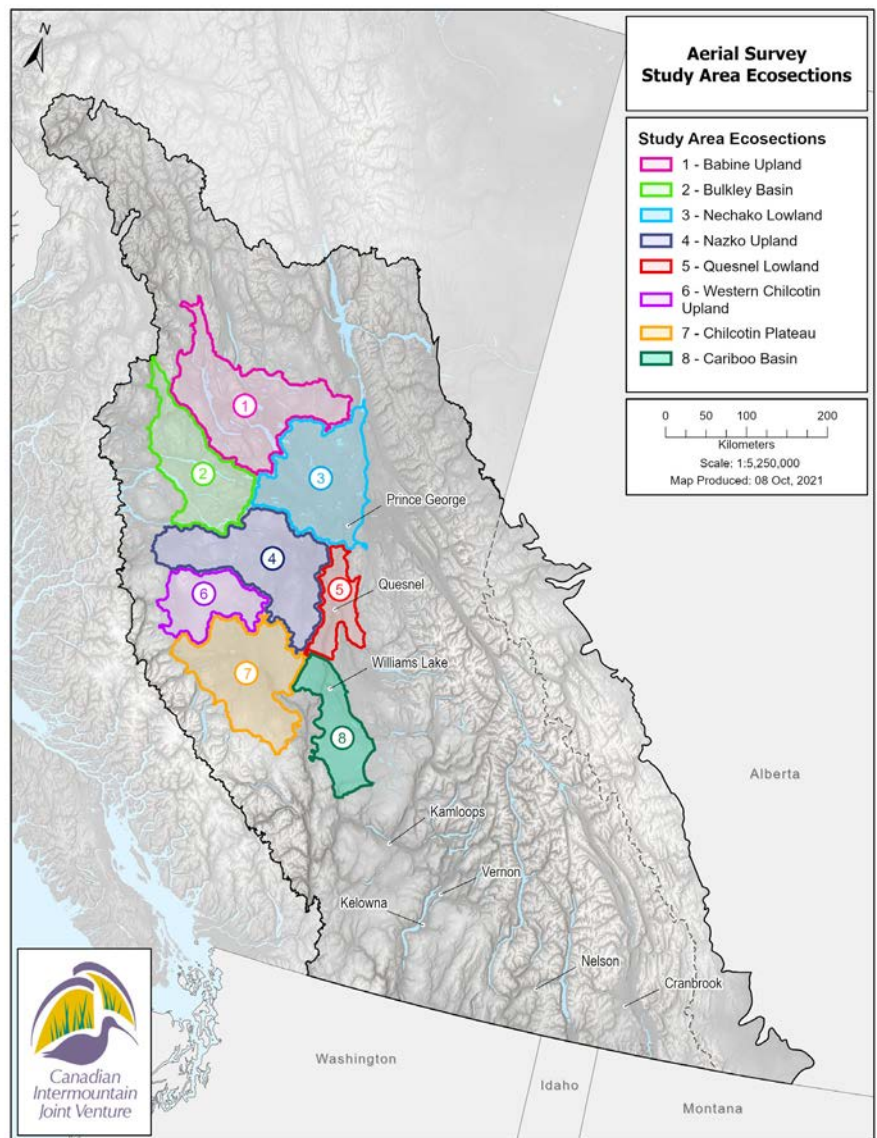 N
Aerial Survey
Study Area Ecosections
Study Area Ecosections
1 - Babine Upland
2 - Bulkley Basin
3 - Nechako Lowland
4 - Nazko Upland
5 - Quesnel Lowland
6 - Western Chilcotin
Upland
7 - Chilcotin Plateau
8 - Cariboo Basin
0 50 100 200
Kilometers
Scale: 1:5,250,000
Map Produced: 08 Oct, 2021
1
2
3
Prince George
4
5
Quesnel
6
Williams Lake
7
8
Alberta
Kamloops
Vernon
Kelowna
Nelson
Cranbrook
Washington
Idaho
Montana
Canadian
Intermountain
Joint Venture